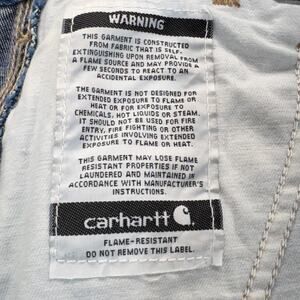 WARNING
THIS GARMENT IS CONSTRUCTED
FROM FABRIC THAT IS SELF-
EXTINGUISHING UPON REMOVAL FROM
A FLAME SOURCE AND MAY PROVIDE A
FEW SECONDS TO REACT TO AN
ACCIDENTAL EXPOSURE.
THE GARMENT IS NOT DESIGNED FOR
EXTENDED EXPOSURE TO FLAME OR
HEAT OR FOR EXPOSURE TO
CHEMICALS, HOT LIQUIDS OR STEAM.
IT SHOULD NOT BE USED FOR FIRE
ENTRY, FIRE FIGHTING OR OTHER
ACTIVITIES INVOLVING EXTENDED
EXPOSURE TO FLAME OR HEAT.
THIS GARMENT MAY LOSE FLAME
RESISTANT PROPERTIES IF NOT
LAUNDERED AND MAINTAINED IN
ACCORDANCE WITH MANUFACTURER'S
INSTRUCTIONS.
carhartt
FLAME-RESISTANT
DO NOT REMOVE THIS LABEL.